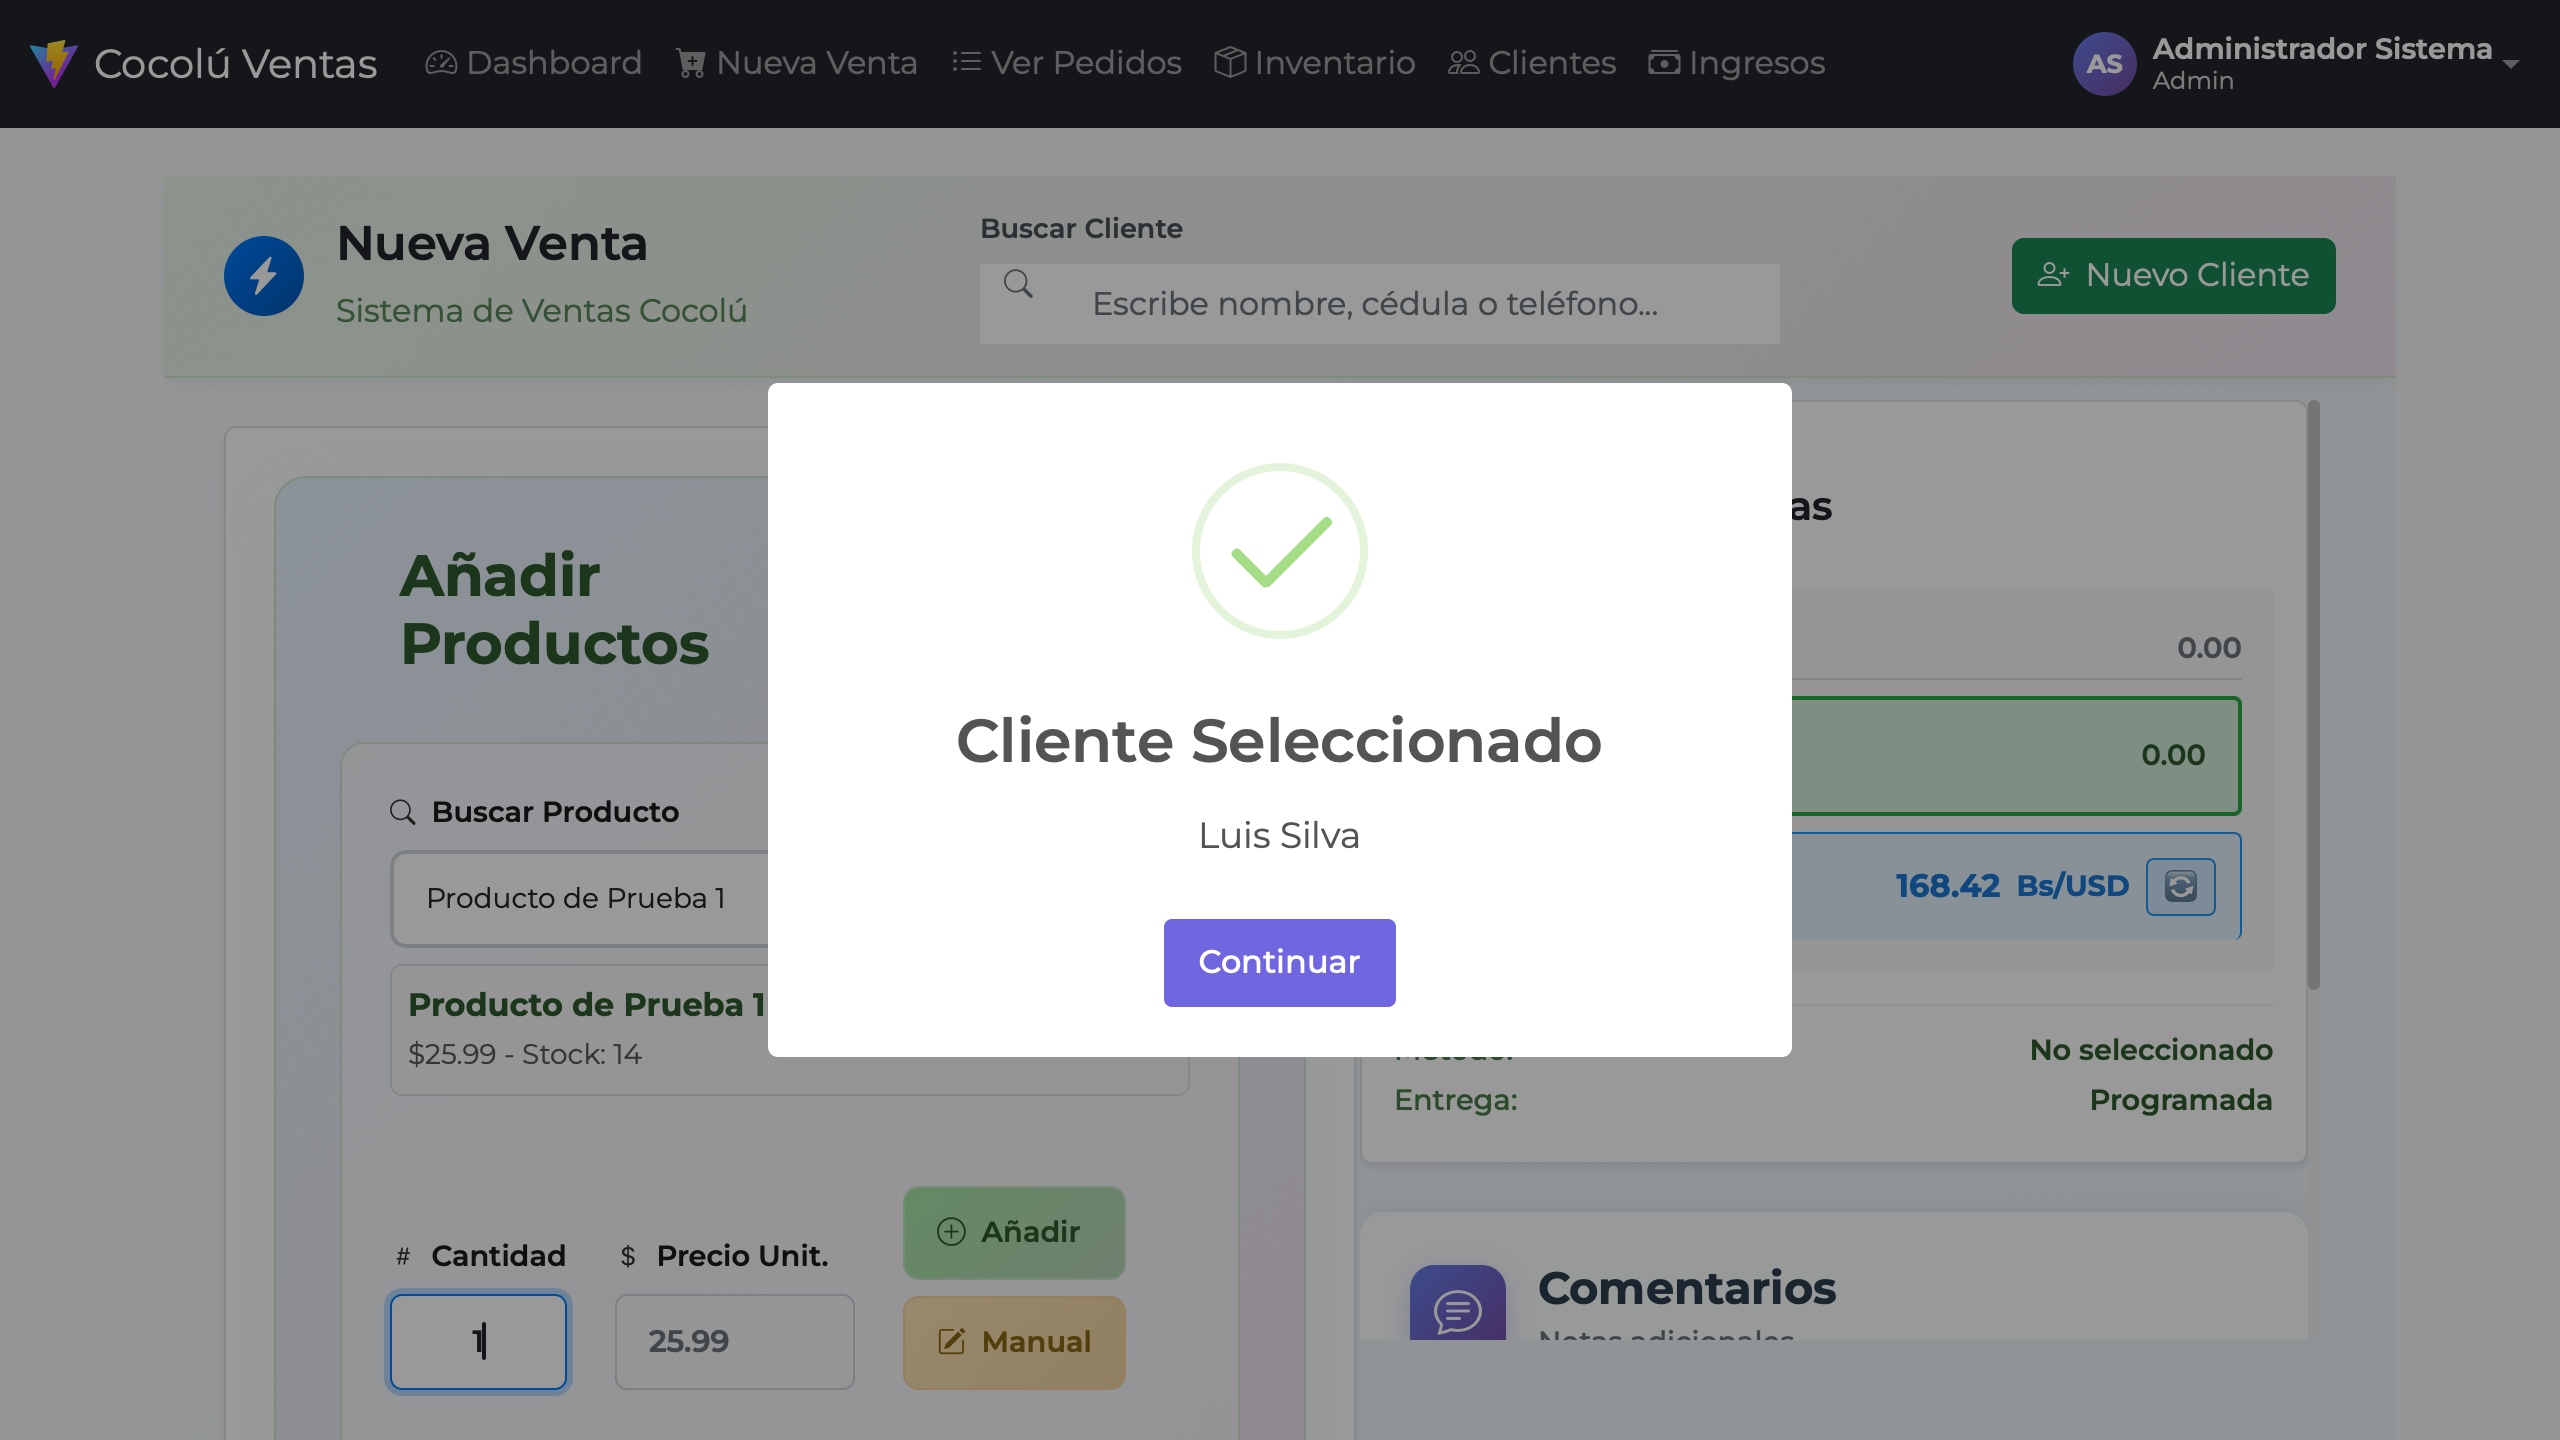 Cocolú Ventas
Dashboard
Nueva Venta
Ver Pedidos
Inventario
Clientes
Ingresos
AS
Administrador Sistema
Admin
Nueva Venta
Sistema de Ventas Cocolú
Buscar Cliente
Escribe nombre, cédula o teléfono...
Nuevo Cliente
Añadir
Productos
Buscar Producto
Producto de Prueba 1
Producto de Prueba 1
$25.99 - Stock: 14
# Cantidad
1
$ Precio Unit.
25.99
Añadir
Manual
Cliente Seleccionado
Luis Silva
Continuar
as
0.00
0.00
168.42 Bs/USD
No seleccionado
Entrega:
Programada
Comentarios
Notas adicionales